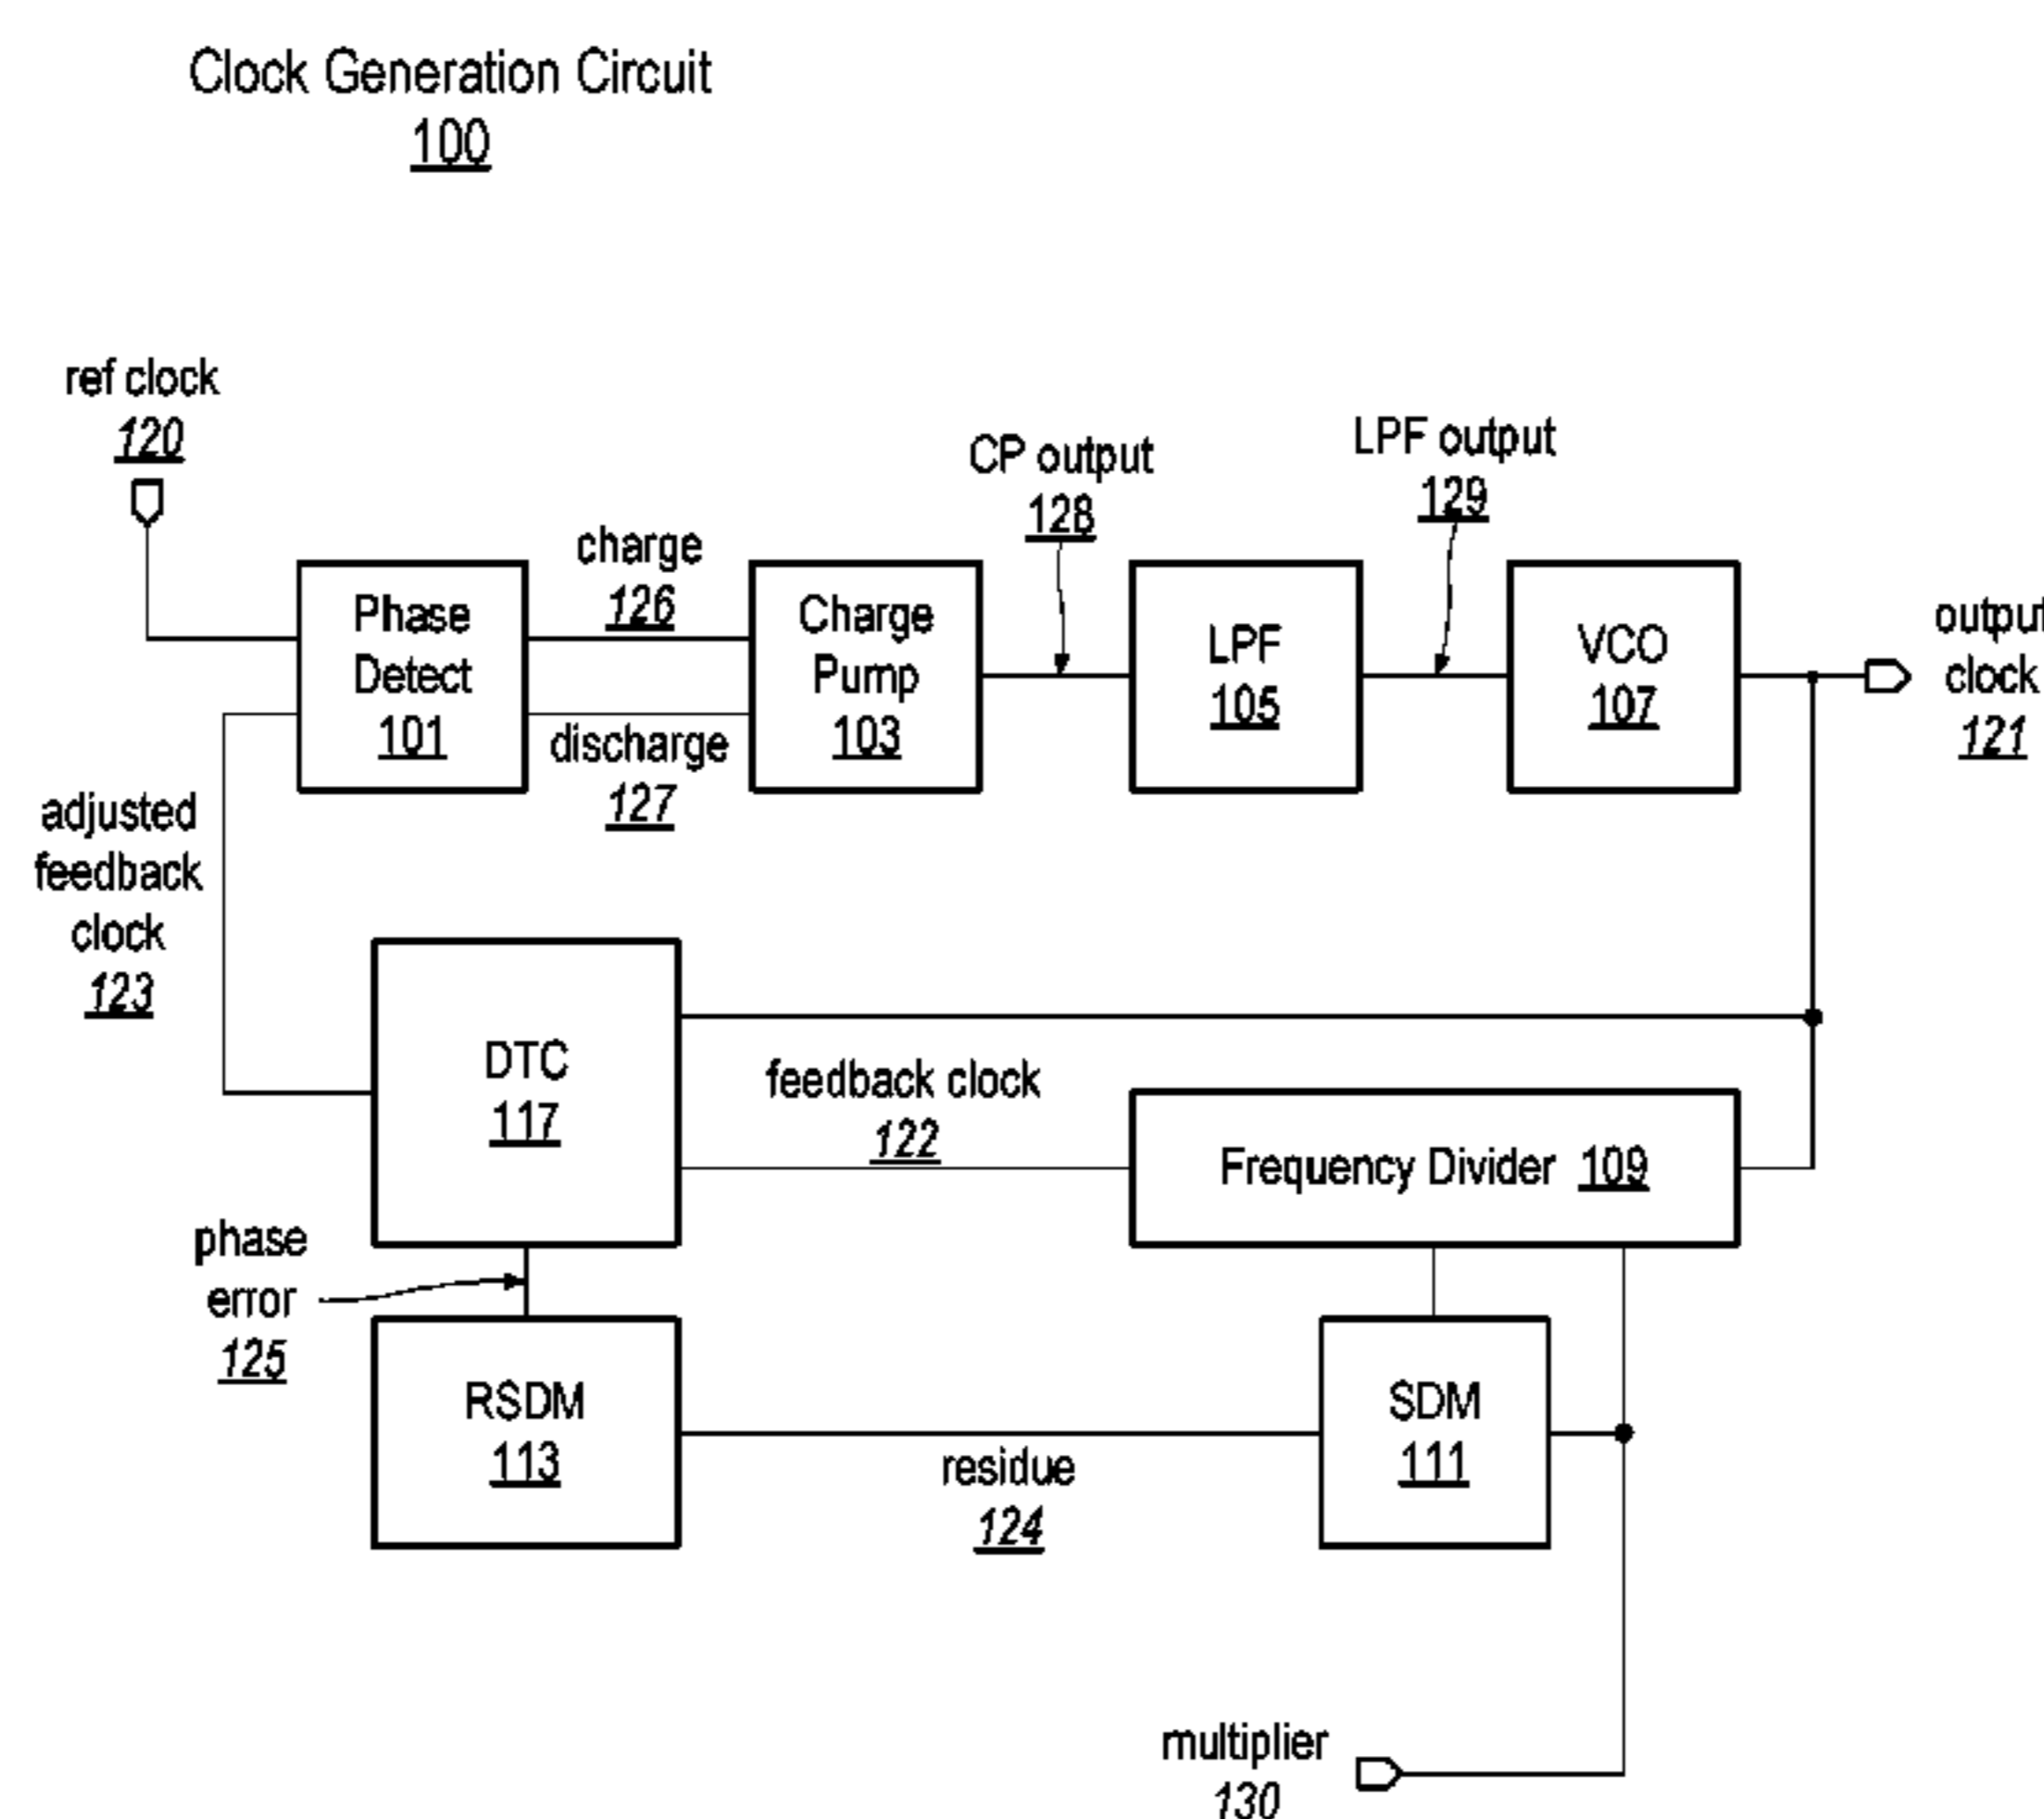 Clock Generation Circuit
100
ref clock
120
CP output
128
LPF output
129
charge
126
Phase
Detect
101
Charge
Pump
103
LPF
105
VCO
107
output
clock
121
discharge
127
adjusted
feedback
clock
123
DTC
117
feedback clock
122
Frequency Divider 109
phase
error
125
RSDM
113
residue
124
SDM
111
multiplier
130